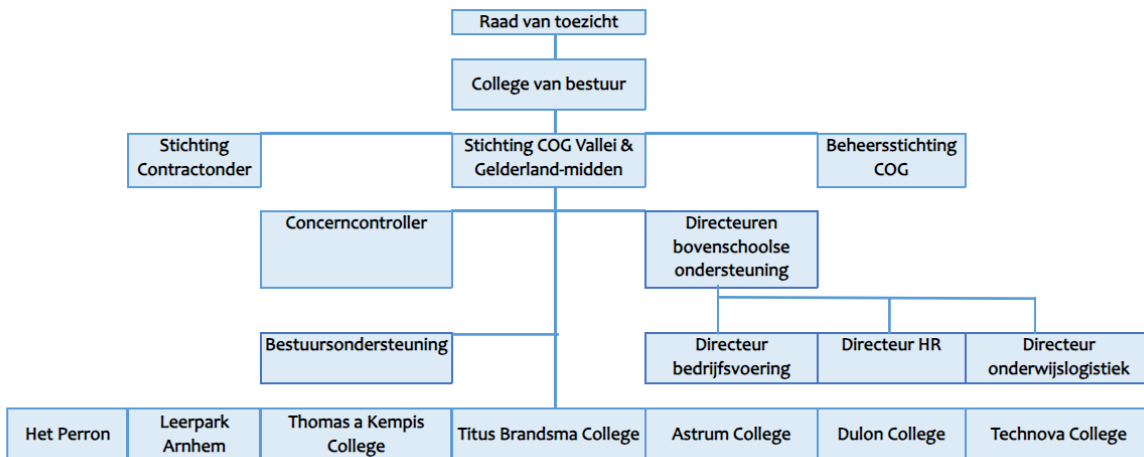 Raad van toezicht
College van bestuur
Stichting
Contractonder
Stichting COG Vallei &
Gelderland-midden
Beheersstichting
COG
Concerncontroller
Directeuren
bovenschoolse
ondersteuning
Bestuursondersteuning
Directeur
bedrijfsvoering
Directeur HR
Directeur
onderwijslogistiek
Het Perron
Leerpark
Arnhem
Thomas a Kempis
College
Titus Brandsma College
Astrum College
Dulon College
Technova College